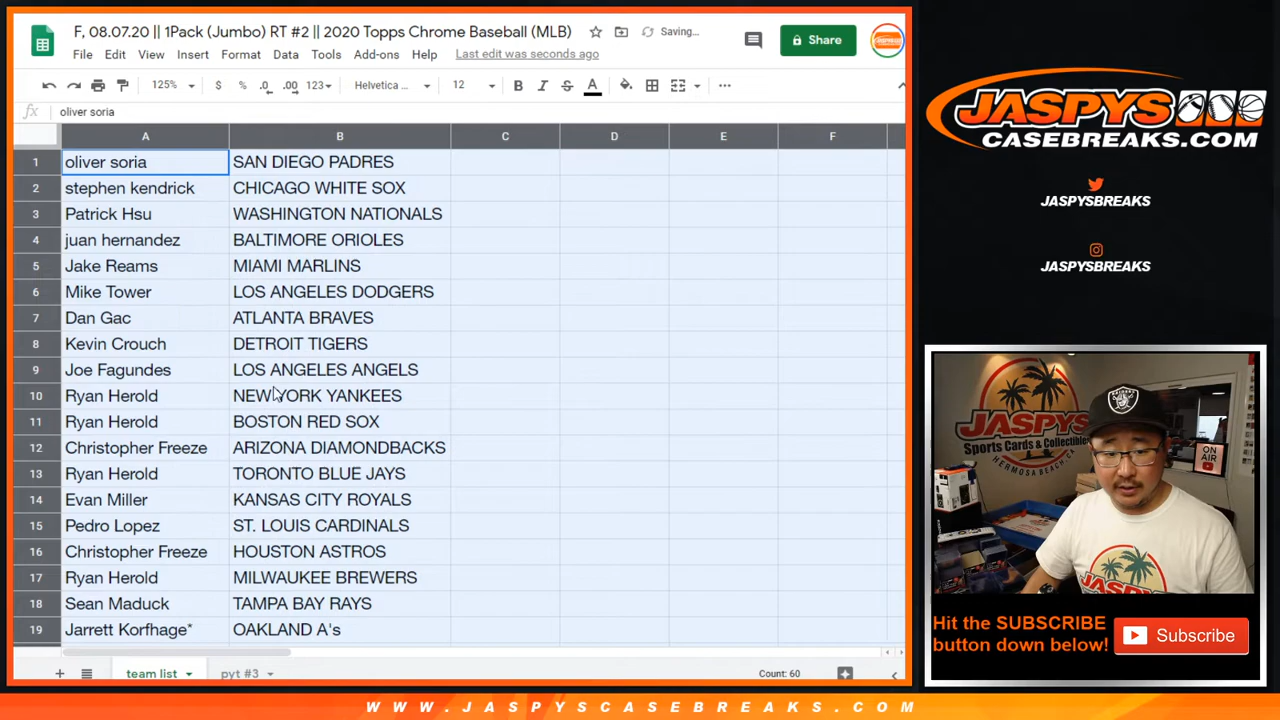 F, 08.07.20 || 1Pack (Jumbo) RT #2 || 2020 Topps Chrome Baseball (MLB)
Saving...
Share
File Edit View Insert Format Data Tools Add-ons Help Last edit was seconds ago
125% $ % .0 .00 123 Helvetica ... 12 B I S A ...
fx oliver soria
A B C D E F
1 oliver soria SAN DIEGO PADRES
2 stephen kendrick CHICAGO WHITE SOX
3 Patrick Hsu WASHINGTON NATIONALS
4 juan hernandez BALTIMORE ORIOLES
5 Jake Reams MIAMI MARLINS
6 Mike Tower LOS ANGELES DODGERS
7 Dan Gac ATLANTA BRAVES
8 Kevin Crouch DETROIT TIGERS
9 Joe Fagundes LOS ANGELES ANGELS
10 Ryan Herold NEW YORK YANKEES
11 Ryan Herold BOSTON RED SOX
12 Christopher Freeze ARIZONA DIAMONDBACKS
13 Ryan Herold TORONTO BLUE JAYS
14 Evan Miller KANSAS CITY ROYALS
15 Pedro Lopez ST. LOUIS CARDINALS
16 Christopher Freeze HOUSTON ASTROS
17 Ryan Herold MILWAUKEE BREWERS
18 Sean Maduck TAMPA BAY RAYS
19 Jarrett Korfhage* OAKLAND A's
team list pyt #3 Count: 60
JASPYS
CASEBREAKS.COM
JASPYSBREAKS
JASPYSBREAKS
JASPYS
Sports Cards & Collectibles
HERMOSA BEACH, CA.
ON AIR
RAIDERS
JASPYS
Hit the SUBSCRIBE
button down below!
Subscribe
WWW.JASPYSCASEBREAKS.COM